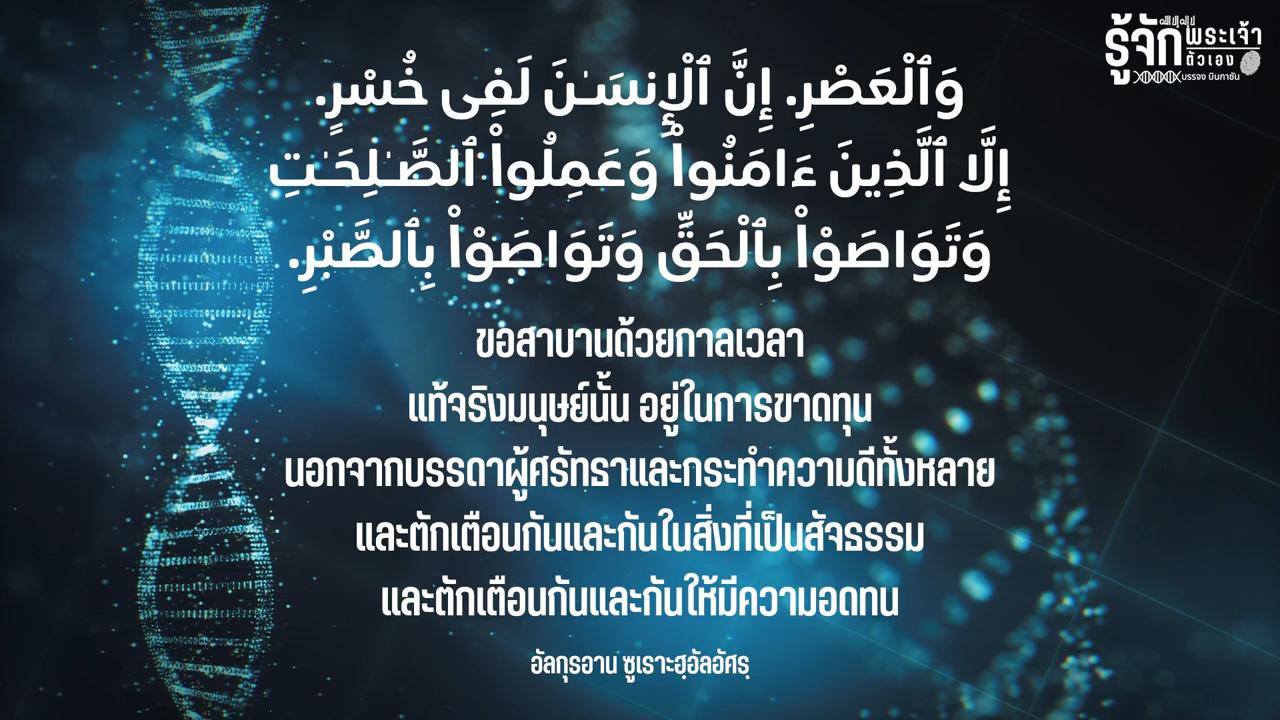 รู้จัก พระเจ้า
ตัวเอง
บรรจง บินกาซัน
وَٱلْعَصْرِ. إِنَّ ٱلْإِنسَـٰنَ لَفِى خُسْرٍ.
إِلَّا ٱلَّذِينَ ءَامَنُوا۟ وَعَمِلُوا۟ ٱلصَّـٰلِحَـٰتِ
وَتَوَاصَوْا۟ بِٱلْحَقِّ وَتَوَاصَوْا۟ بِٱلصَّبْرِ.
ขอสาบานด้วยกาลเวลา
แท้จริงมนุษย์นั้น อยู่ในการขาดทุน
นอกจากบรรดาผู้ศรัทธาและกระทำความดีทั้งหลาย
และตักเตือนกันและกันในสิ่งที่เป็นสัจธรรม
และตักเตือนกันและกันให้มีความอดทน
อัลกุรอาน ซูเราะฮฺอัลอัศรฺ